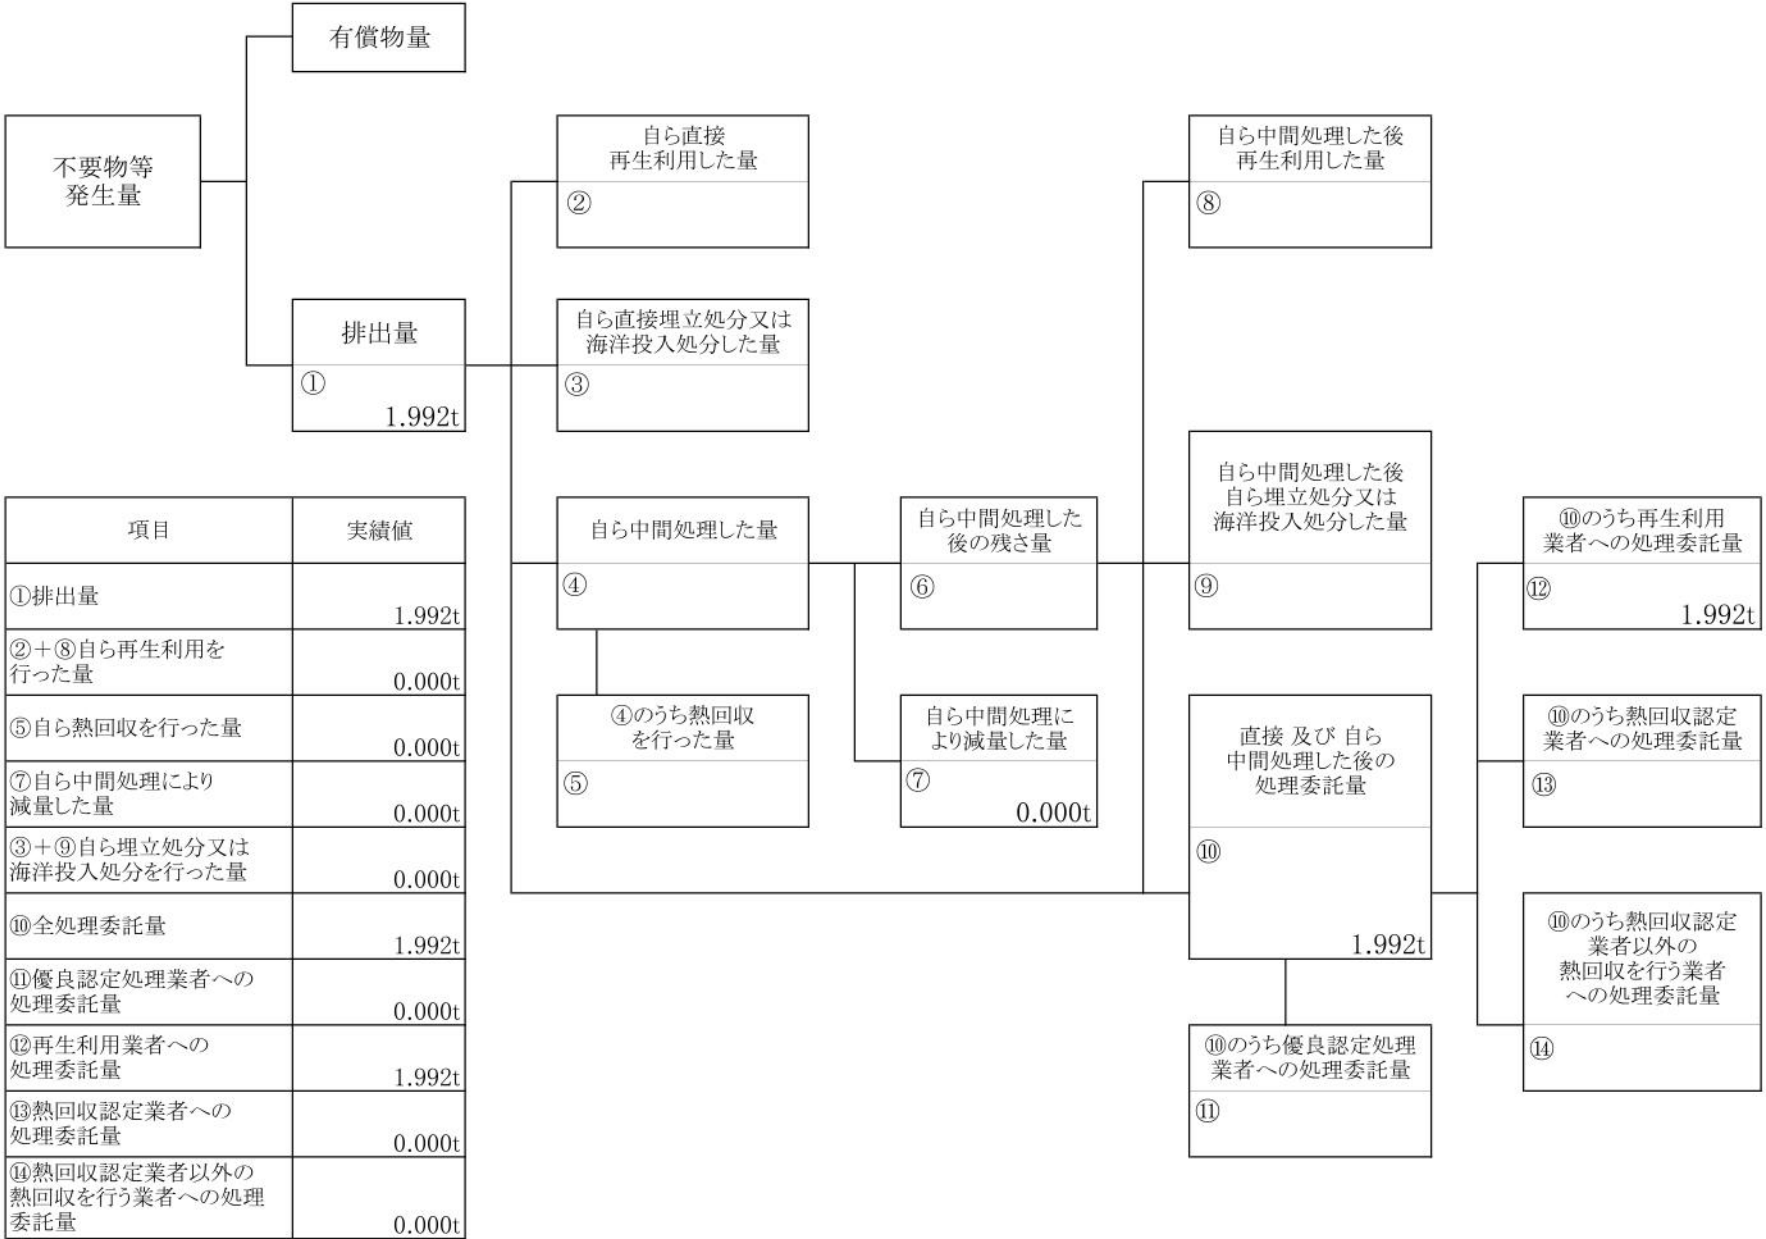 有償物量
不要物等
発生量
自ら直接
再生利用した量
②
自ら中間処理した後
再生利用した量
⑧
排出量
①
1.992t
自ら直接埋立処分又は
海洋投入処分した量
③
自ら中間処理した量
④
自ら中間処理した
後の残さ量
⑥
自ら中間処理した後
自ら埋立処分又は
海洋投入処分した量
⑨
⑩のうち再生利用
業者への処理委託量
⑫
1.992t
④のうち熱回収
を行った量
⑤
自ら中間処理に
より減量した量
⑦
0.000t
直接 及び 自ら
中間処理した後の
処理委託量
⑩
1.992t
⑩のうち熱回収認定
業者への処理委託量
⑬
⑩のうち熱回収認定
業者以外の
熱回収を行う業者
への処理委託量
⑭
⑩のうち優良認定処理
業者への処理委託量
⑪
項目 実績値
①排出量
1.992t
②+⑧自ら再生利用を
行った量
0.000t
⑤自ら熱回収を行った量
0.000t
⑦自ら中間処理により
減量した量
0.000t
③+⑨自ら埋立処分又は
海洋投入処分を行った量
0.000t
⑩全処理委託量
1.992t
⑪優良認定処理業者への
処理委託量
0.000t
⑫再生利用業者への
処理委託量
1.992t
⑬熱回収認定業者への
処理委託量
0.000t
⑭熱回収認定業者以外の
熱回収を行う業者への処理
委託量
0.000t